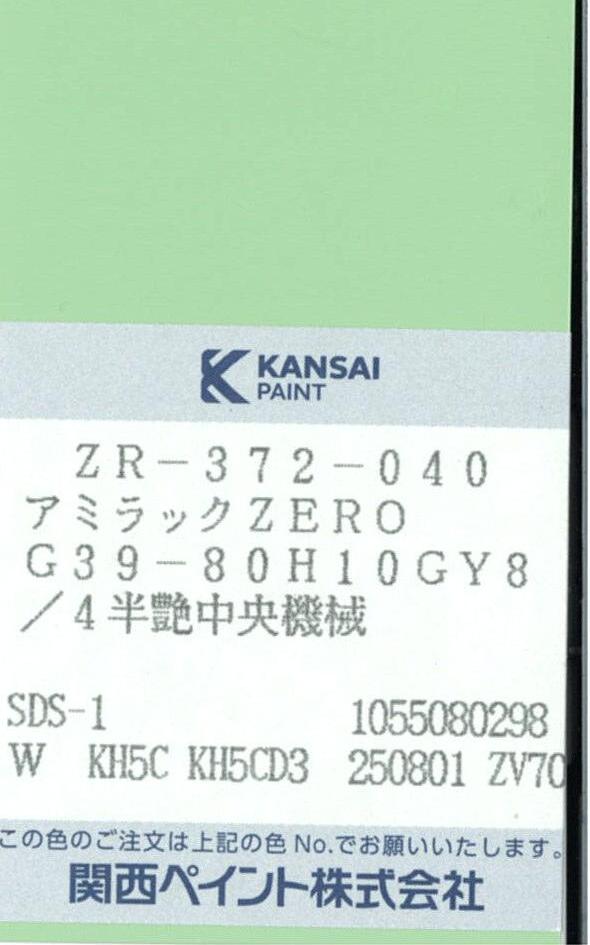 KANSAI
PAINT
ZR-372-040
アミラックZERO
G39-80H10GY8
/4半艶中央機械
SDS-1 1055080298
W KH5C KH5CD3 250801 ZV70
この色のご注文は上記の色No.でお願いいたします。
関西ペイント株式会社